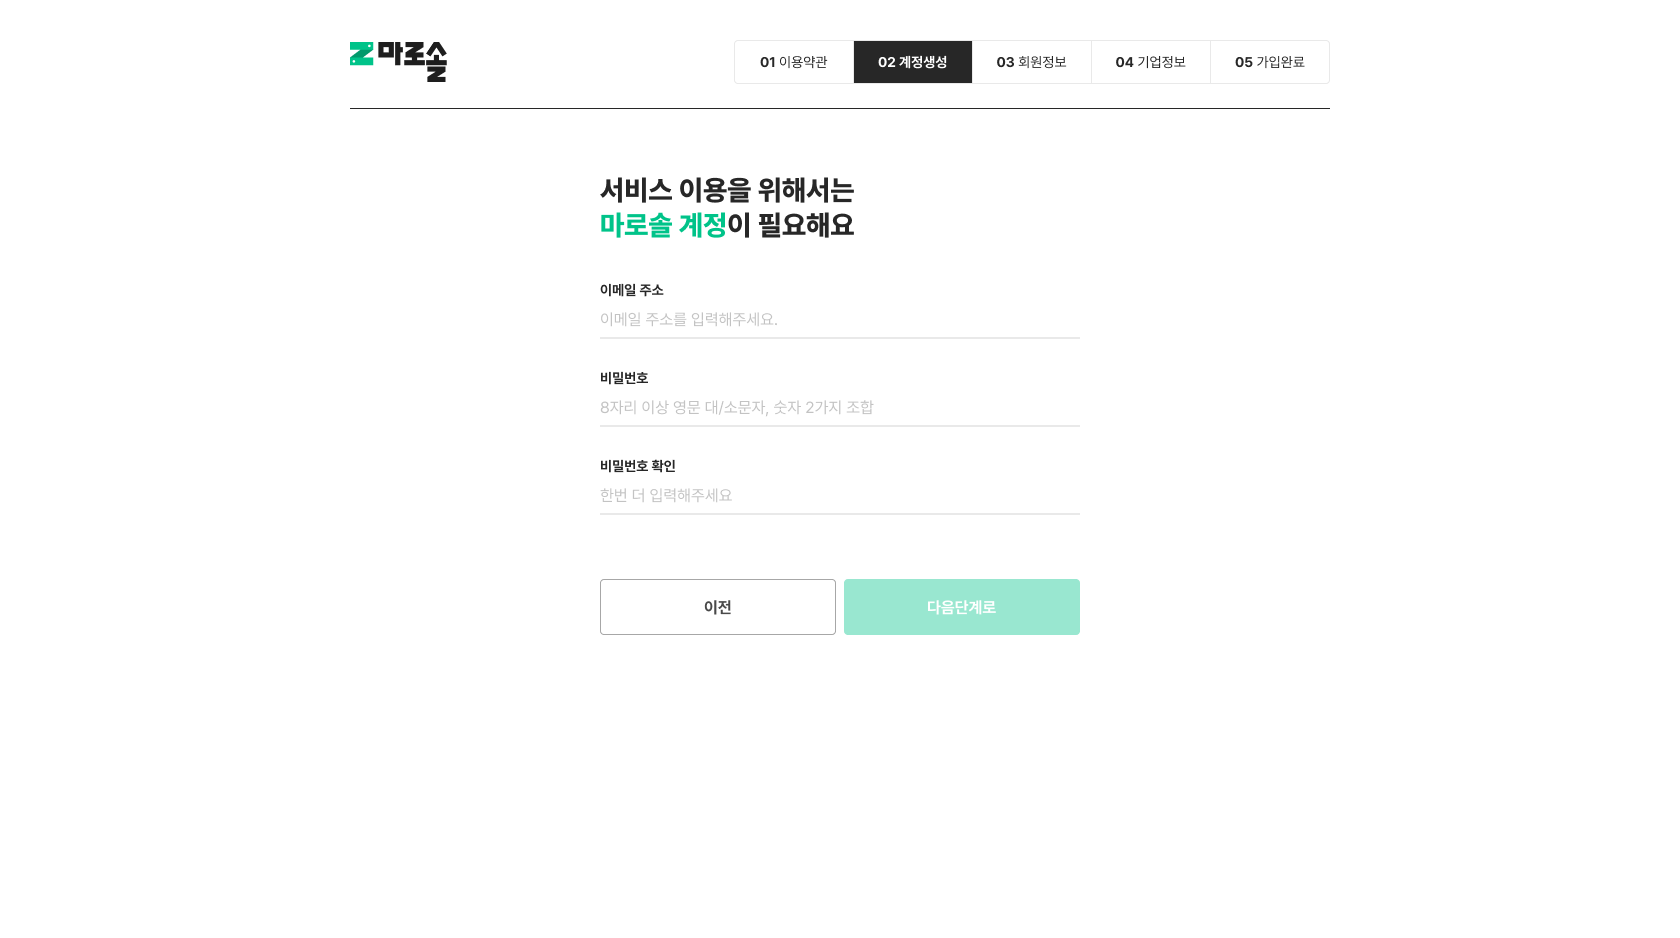 마로솔
01 이용약관
02 계정생성
03 회원정보
04 기업정보
05 가입완료
서비스 이용을 위해서는
마로솔 계정이 필요해요
이메일 주소
이메일 주소를 입력해주세요.
비밀번호
8자리 이상 영문 대/소문자, 숫자 2가지 조합
비밀번호 확인
한번 더 입력해주세요
이전
다음단계로